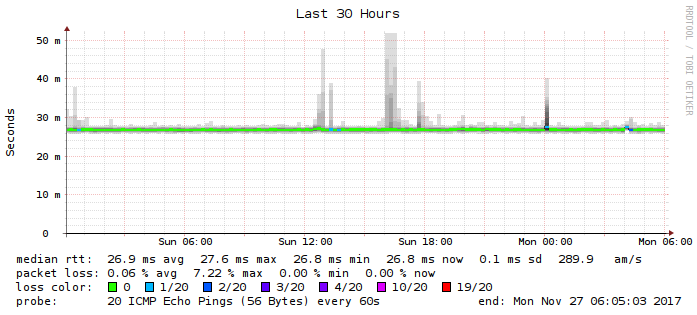 Last 30 Hours
RRDTOOL / TOBI OETIKER
Seconds
50 m
40 m
30 m
20 m
10 m
0
Sun 06:00 Sun 12:00 Sun 18:00 Mon 00:00 Mon 06:00
median rtt: 26.9 ms avg 27.6 ms max 26.8 ms min 26.8 ms now 0.1 ms sd 289.9 am/s
packet loss: 0.06 % avg 7.22 % max 0.00 % min 0.00 % now
loss color: 0 1/20 2/20 3/20 4/20 10/20 19/20
probe: 20 ICMP Echo Pings (56 Bytes) every 60s end: Mon Nov 27 06:05:03 2017